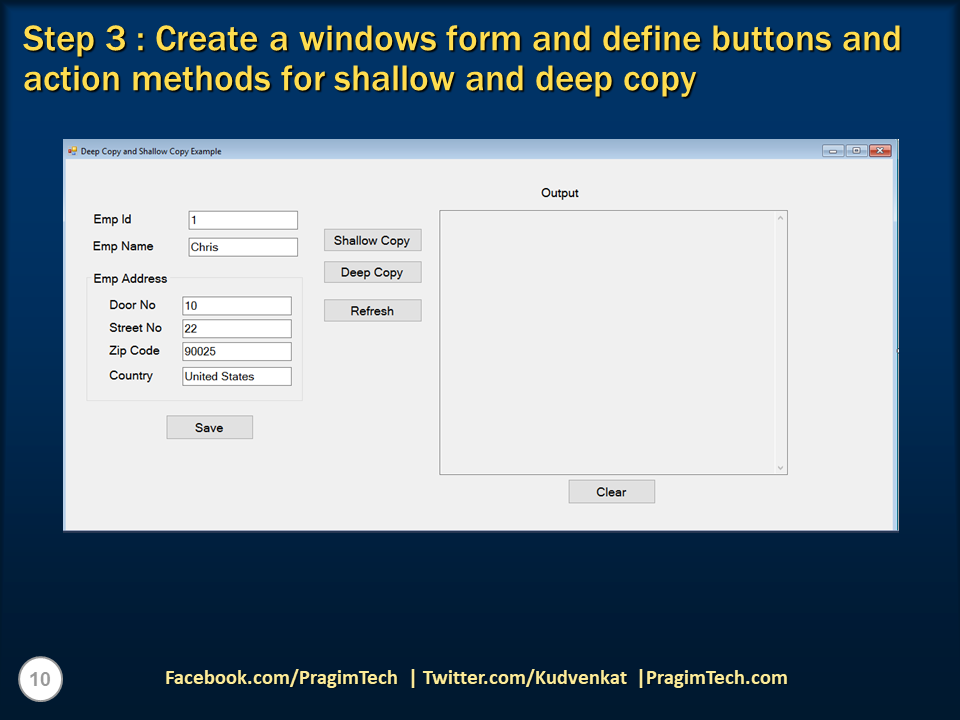 Step 3 : Create a windows form and define buttons and
action methods for shallow and deep copy
Deep Copy and Shallow Copy Example
Output
Emp Id 1
Emp Name Chris
Shallow Copy
Deep Copy
Refresh
Emp Address
Door No 10
Street No 22
Zip Code 90025
Country United States
Save
Clear
10
Facebook.com/PragimTech | Twitter.com/Kudvenkat |PragimTech.com